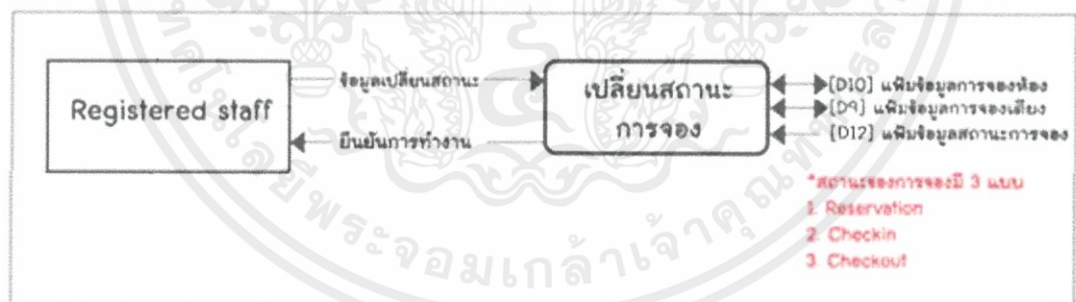 Registered staff
ข้อมูลเปลี่ยนสถานะ
ยืนยันการทำงาน
เปลี่ยนสถานะ
การจอง
[D10] แฟ้มข้อมูลการจองห้อง
[D9] แฟ้มข้อมูลการจองเตียง
[D12] แฟ้มข้อมูลสถานะการจอง
*สถานะของการจองมี 3 แบบ
1. Reservation
2. Checkin
3. Checkout